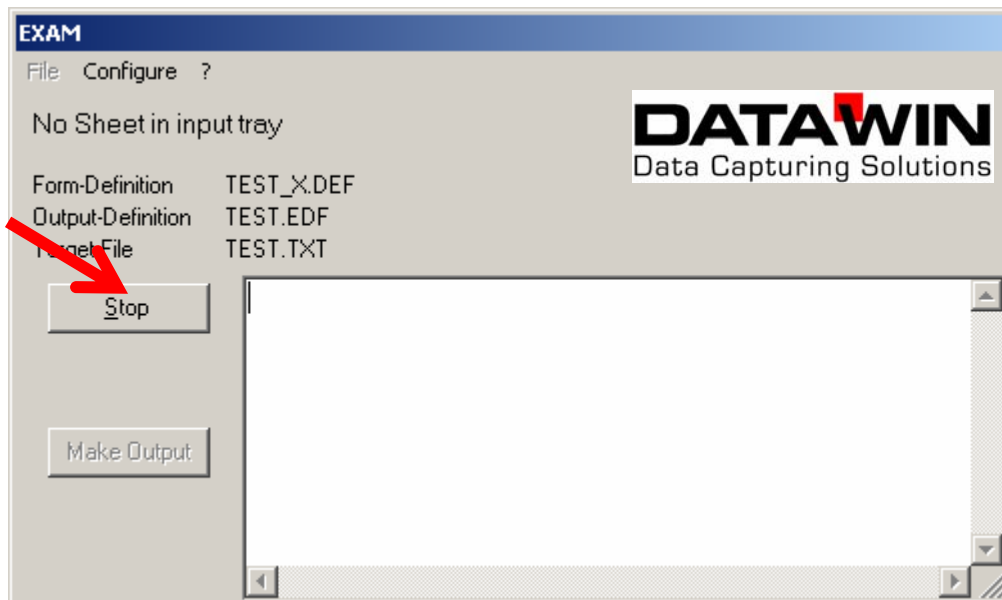 EXAM
File Configure ?
No Sheet in input tray
DATAWIN
Data Capturing Solutions
Form-Definition TEST_X.DEF
Output-Definition TEST.EDF
Target-File TEST.TXT
Stop
Make Output